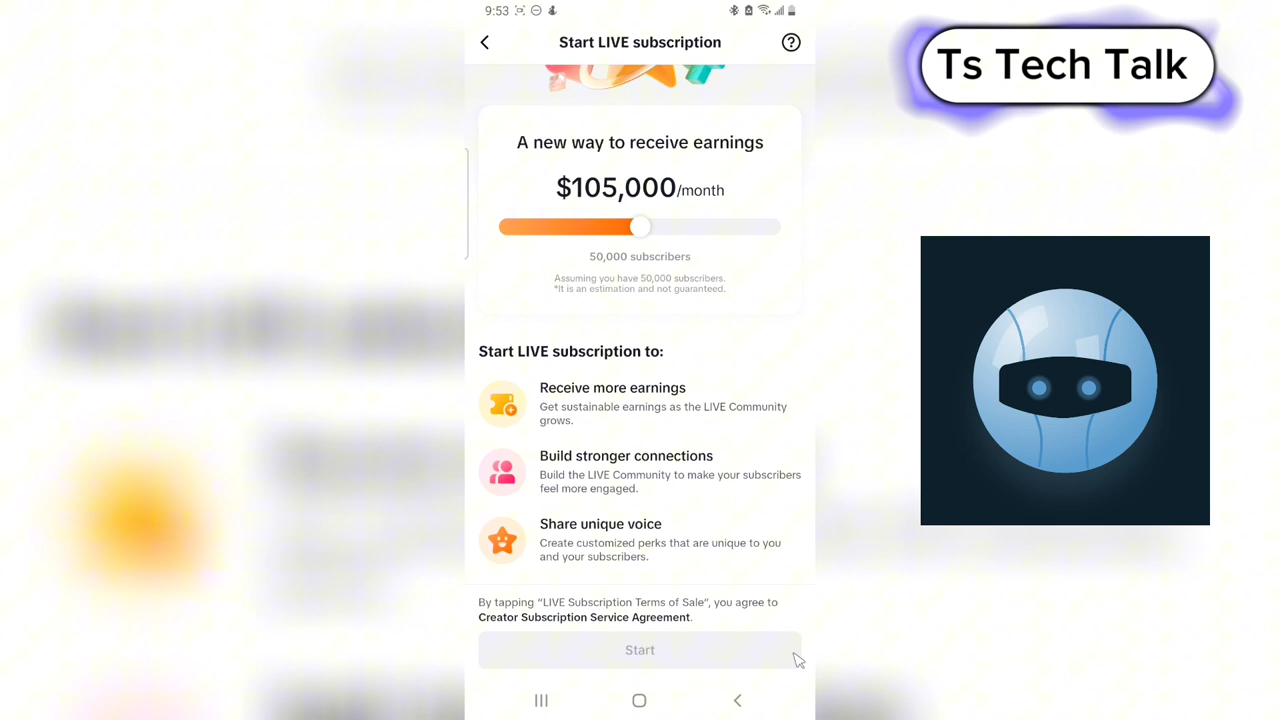 9:53
Start LIVE subscription
Ts Tech Talk
A new way to receive earnings
$105,000/month
50,000 subscribers
Assuming you have 50,000 subscribers.
*It is an estimation and not guaranteed.
Start LIVE subscription to:
Receive more earnings
Get sustainable earnings as the LIVE Community
grows.
Build stronger connections
Build the LIVE Community to make your subscribers
feel more engaged.
Share unique voice
Create customized perks that are unique to you
and your subscribers.
By tapping “LIVE Subscription Terms of Sale”, you agree to
Creator Subscription Service Agreement.
Start